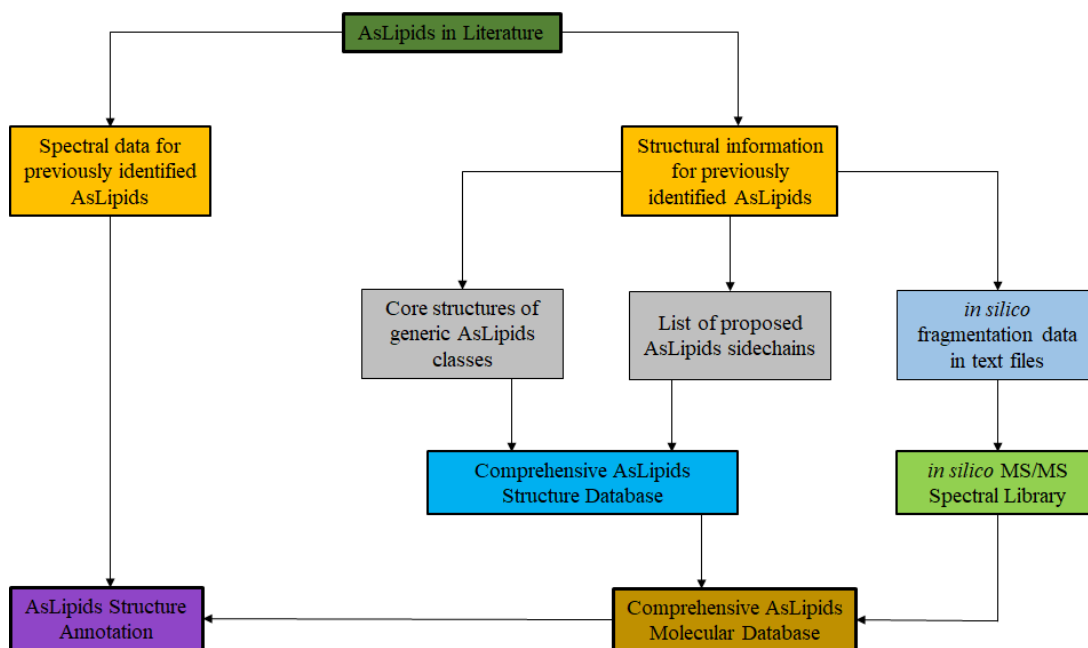 AsLipids in Literature
Spectral data for
previously identified
AsLipids
Structural information
for previously
identified AsLipids
Core structures of
generic AsLipids
classes
List of proposed
AsLipids sidechains
in silico
fragmentation data
in text files
Comprehensive AsLipids
Structure Database
in silico MS/MS
Spectral Library
AsLipids Structure
Annotation
Comprehensive AsLipids
Molecular Database